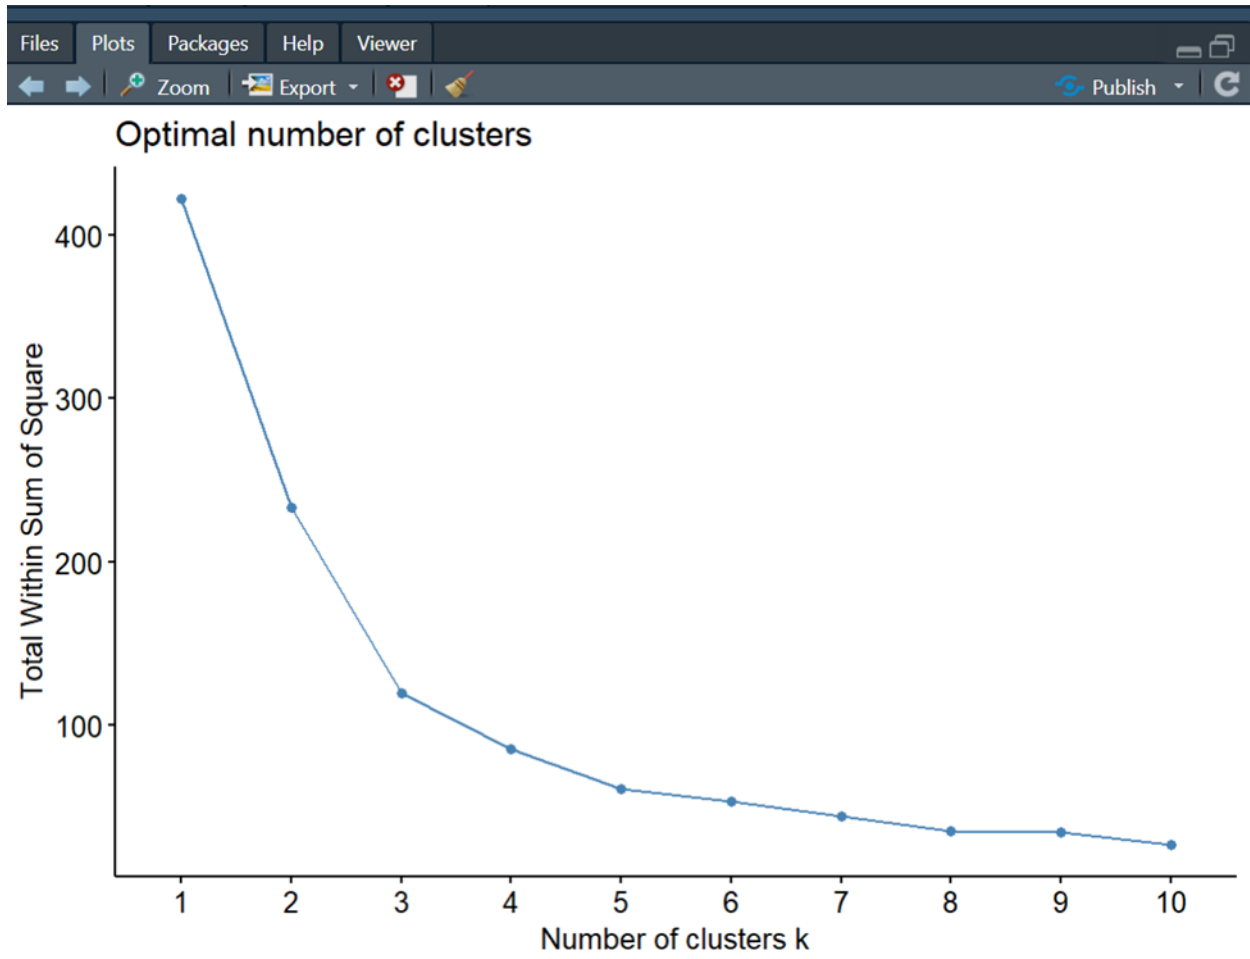 Files Plots Packages Help Viewer
Zoom Export Publish
Optimal number of clusters
400
300
200
100
Total Within Sum of Square
1 2 3 4 5 6 7 8 9 10
Number of clusters k